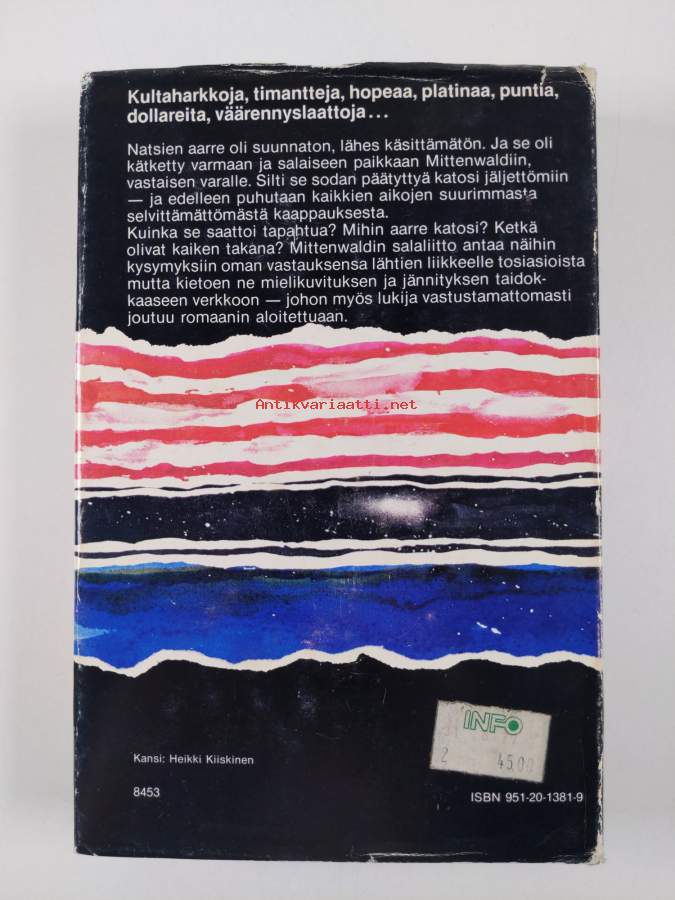 Kultaharkkoja, timantteja, hopeaa, platinaa, puntia,
dollareita, väärennyslaattoja...
Natsien aarre oli suunnaton, lähes käsittämätön. Ja se oli
kätketty varmaan ja salaiseen paikkaan Mittenwaldiin,
vastaisen varalle. Silti se sodan päätyttyä katosi jäljettömiin
— ja edelleen puhutaan kaikkien aikojen suurimmasta
selvittämättömästä kaappauksesta.
Kuinka se saattoi tapahtua? Mihin aarre katosi? Ketkä
olivat kaiken takana? Mittenwaldin salaliitto antaa näihin
kysymyksiin oman vastauksensa lähtien liikkeelle tosiasioista
mutta kietoen ne mielikuvituksen ja jännityksen taidok-
kaaseen verkkoon — johon myös lukija vastustamattomasti
joutuu romaanin aloitettuaan.
Antikvariaatti.net
INFO
2 45.00
Kansi: Heikki Kiiskinen
8453
ISBN 951-20-1381-9